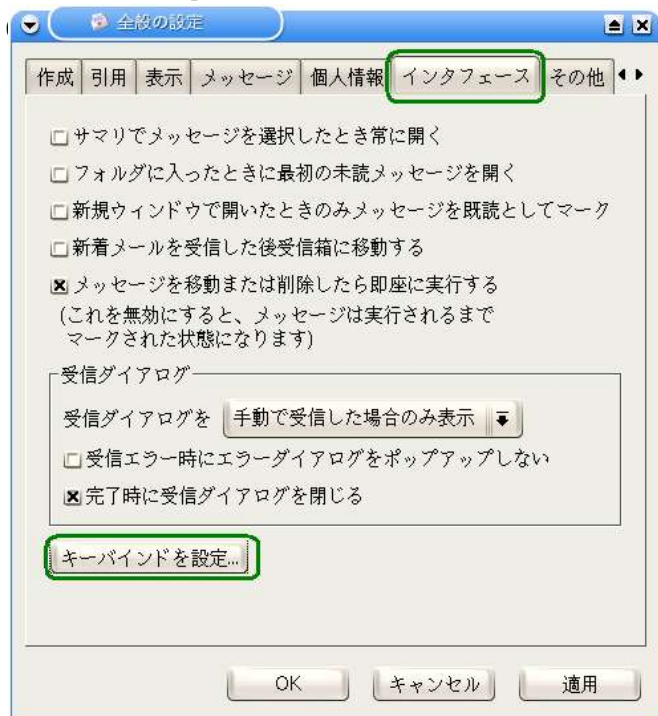 全般の設定
作成 引用 表示 メッセージ 個人情報 インタフェース その他
サマリでメッセージを選択したとき常に開く
フォルダに入ったときに最初の未読メッセージを開く
新規ウィンドウで開いたときのみメッセージを既読としてマーク
新着メールを受信した後受信箱に移動する
メッセージを移動または削除したら即座に実行する
(これを無効にすると、メッセージは実行されるまで
マークされた状態になります)
受信ダイアログ
受信ダイアログを 手動で受信した場合のみ表示
受信エラー時にエラーダイアログをポップアップしない
完了時に受信ダイアログを閉じる
キーバインドを設定...
OK キャンセル 適用